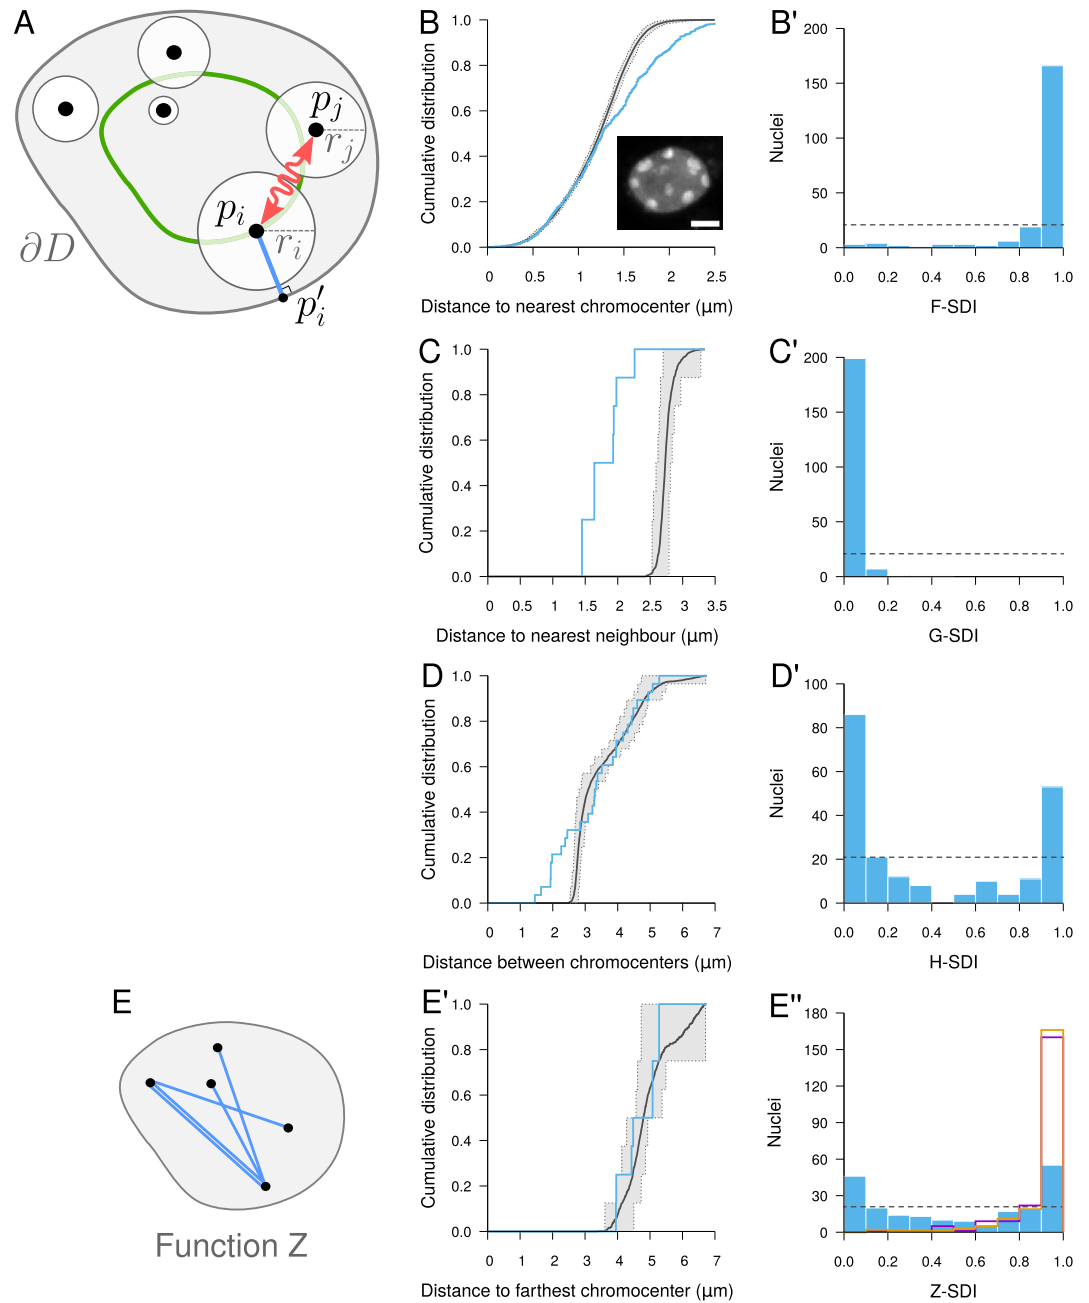 A
∂D
p_i
r_i
p_j
r_j
p'_i
B
Cumulative distribution
1.0
0.8
0.6
0.4
0.2
0.0
0 0.5 1.0 1.5 2.0 2.5
Distance to nearest chromocenter (µm)
B'
Nuclei
200
150
100
50
0
0.0 0.2 0.4 0.6 0.8 1.0
F-SDI
C
Cumulative distribution
1.0
0.8
0.6
0.4
0.2
0.0
0 0.5 1 1.5 2 2.5 3 3.5
Distance to nearest neighbour (µm)
C'
Nuclei
200
150
100
50
0
0.0 0.2 0.4 0.6 0.8 1.0
G-SDI
D
Cumulative distribution
1.0
0.8
0.6
0.4
0.2
0.0
0 1 2 3 4 5 6 7
Distance between chromocenters (µm)
D'
Nuclei
100
80
60
40
20
0
0.0 0.2 0.4 0.6 0.8 1.0
H-SDI
E
Function Z
E'
Cumulative distribution
1.0
0.8
0.6
0.4
0.2
0.0
0 1 2 3 4 5 6 7
Distance to farthest chromocenter (µm)
E''
Nuclei
180
150
120
90
60
30
0
0.0 0.2 0.4 0.6 0.8 1.0
Z-SDI